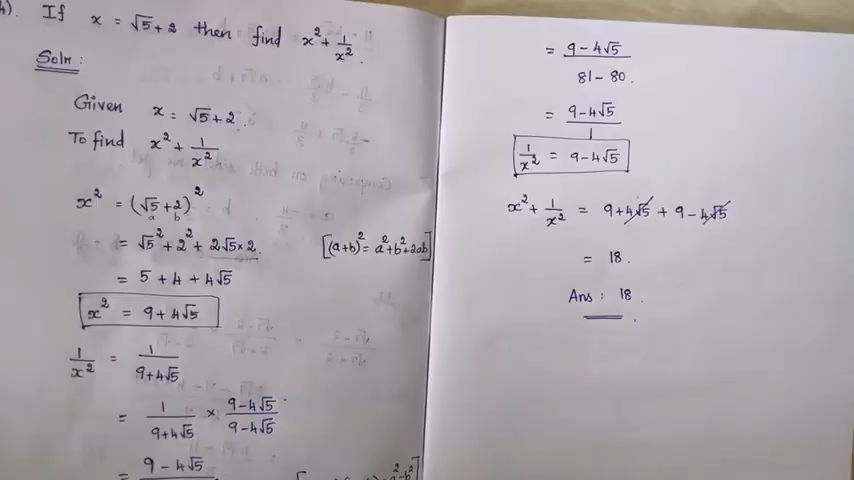 4). If x = √5+2 then find x² + 1/x².
Soln:
Given x = √5+2.
To find x² + 1/x²
x² = (√5+2)²
a b
= √5² + 2² + 2√5×2 [(a+b)² = a²+b²+2ab]
= 5 + 4 + 4√5
x² = 9+4√5
1/x² = 1/(9+4√5)
= 1/(9+4√5) × (9-4√5)/(9-4√5)
= 9-4√5
= (9-4√5)/(81-80).
= (9-4√5)/1
1/x² = 9-4√5
x² + 1/x² = 9+4√5 + 9-4√5
= 18.
Ans: 18.